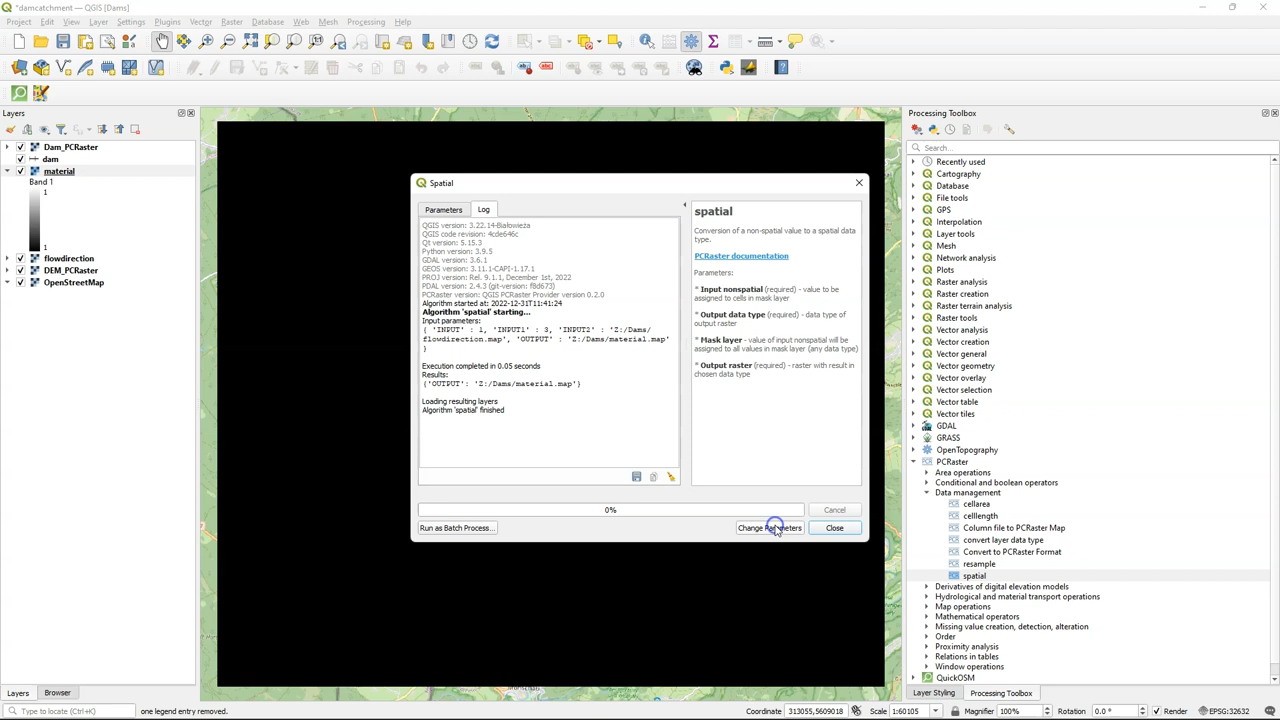 *damcatchment — QGIS [Dams]
Project Edit View Layer Settings Plugins Vector Raster Database Web Mesh Processing Help
Layers
Dam_PCRaster
dam
material
Band 1
1
1
flowdirection
DEM_PCRaster
OpenStreetMap
Layers Browser
Spatial
Parameters Log
QGIS version: 3.22.14-Białowieża
QGIS code revision: 4cde646c
Qt version: 5.15.3
Python version: 3.9.5
GDAL version: 3.6.1
GEOS version: 3.11.1-CAPI-1.17.1
PROJ version: Rel. 9.1.1, December 1st, 2022
PDAL version: 2.4.3 (git-version: f8d673)
PCRaster version: QGIS PCRaster Provider version 0.2.0
Algorithm started at: 2022-12-31T11:41:24
Algorithm 'spatial' starting...
Input parameters:
{ 'INPUT' : 1, 'INPUT1' : 3, 'INPUT2' : 'Z:/Dams/
flowdirection.map', 'OUTPUT' : 'Z:/Dams/material.map'
}
Execution completed in 0.05 seconds
Results:
{'OUTPUT': 'Z:/Dams/material.map'}
Loading resulting layers
Algorithm 'spatial' finished
0%
Cancel
Run as Batch Process... Change Parameters Close
spatial
Conversion of a non-spatial value to a spatial data
type.
PCRaster documentation
Parameters:
* Input nonspatial (required) - value to be
assigned to cells in mask layer
* Output data type (required) - data type of
output raster
* Mask layer - value of input nonspatial will be
assigned to all values in mask layer (any data type)
* Output raster (required) - raster with result in
chosen data type
Processing Toolbox
Search...
Recently used
Cartography
Database
File tools
GPS
Interpolation
Layer tools
Mesh
Network analysis
Plots
Raster analysis
Raster creation
Raster terrain analysis
Raster tools
Vector analysis
Vector creation
Vector general
Vector geometry
Vector overlay
Vector selection
Vector table
Vector tiles
GDAL
GRASS
OpenTopography
PCRaster
Area operations
Conditional and boolean operators
Data management
cellarea
celllength
Column file to PCRaster Map
convert layer data type
Convert to PCRaster Format
resample
spatial
Derivatives of digital elevation models
Hydrological and material transport operations
Map operations
Mathematical operators
Missing value creation, detection, alteration
Order
Proximity analysis
Relations in tables
Window operations
QuickOSM
Layer Styling Processing Toolbox
Type to locate (Ctrl+K) one legend entry removed. Coordinate 313055,5609018 Scale 1:60105 Magnifier 100% Rotation 0.0 ° Render EPSG:32632